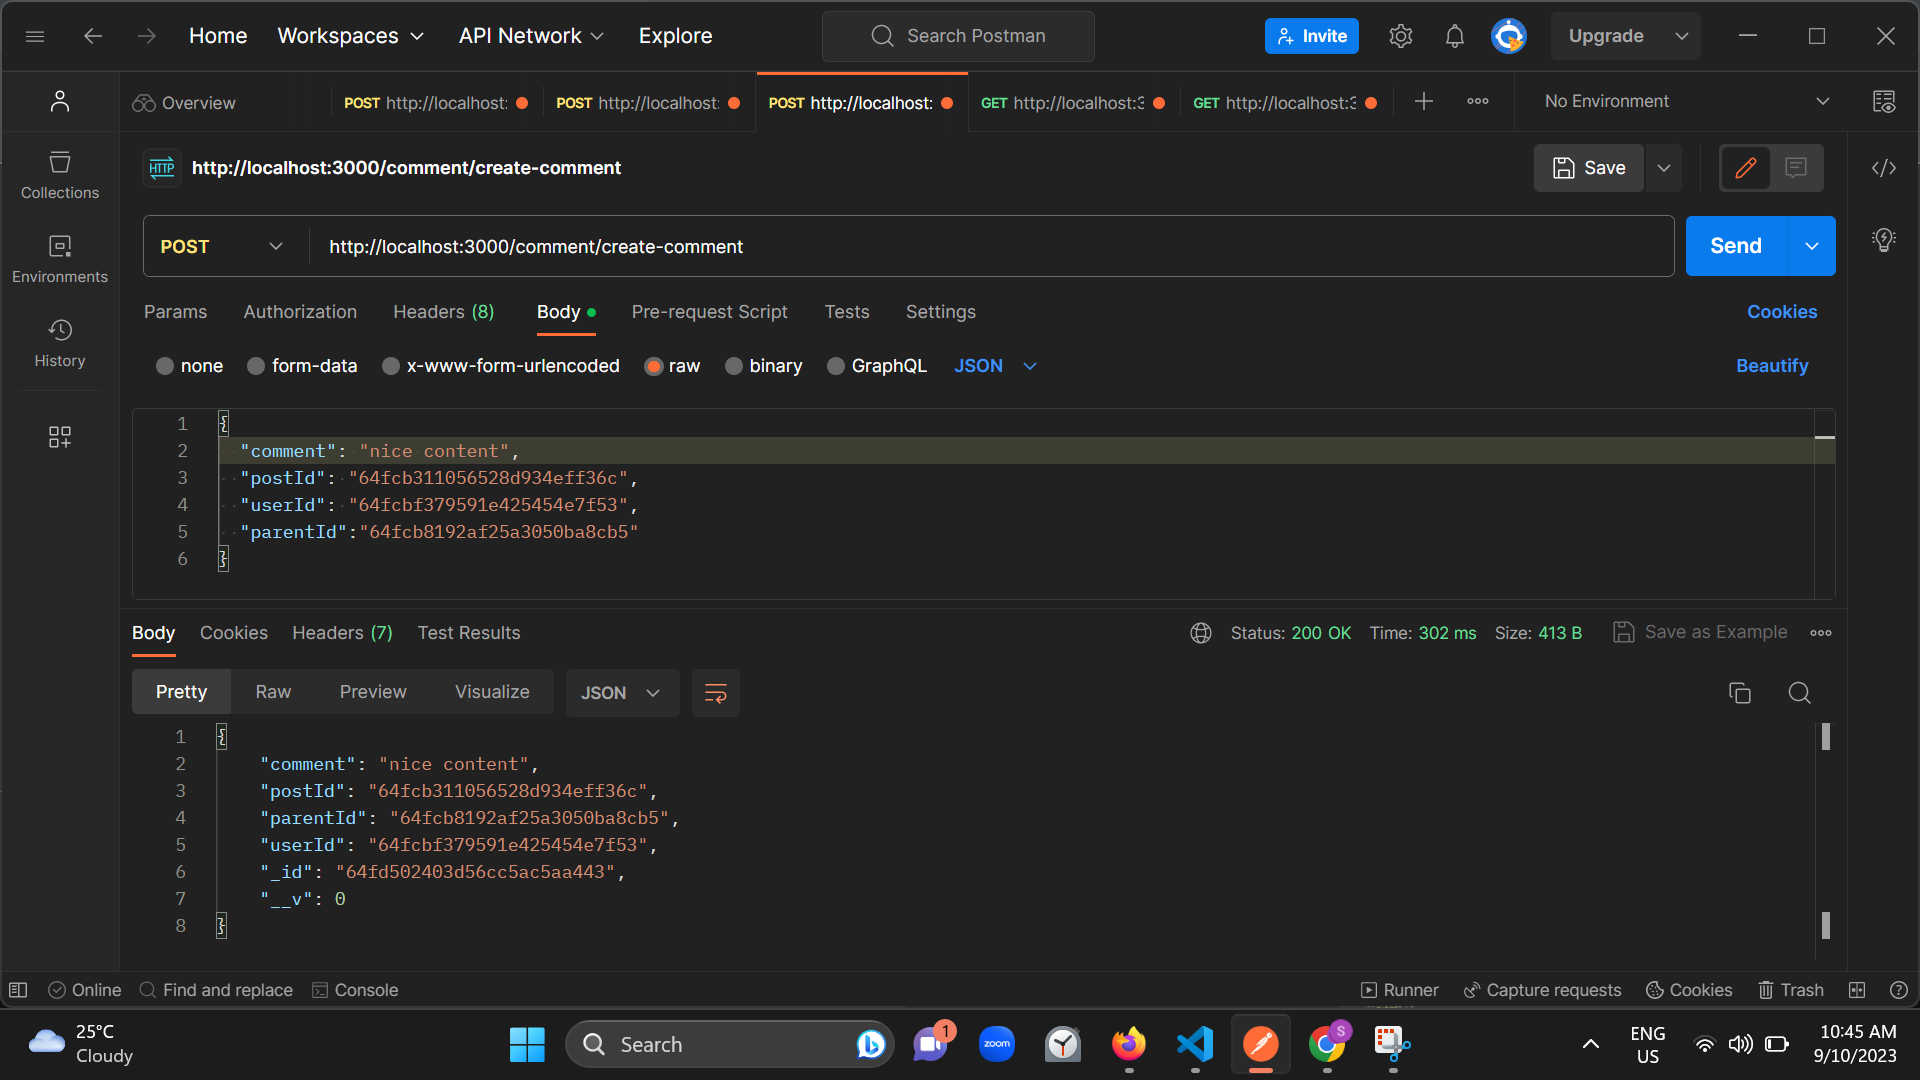 Home Workspaces API Network Explore Search Postman Invite Upgrade
Overview POST http://localhost: POST http://localhost: POST http://localhost: GET http://localhost:3 GET http://localhost:3 No Environment
HTTP http://localhost:3000/comment/create-comment Save
Collections
Environments
History
POST http://localhost:3000/comment/create-comment Send
Params Authorization Headers (8) Body Pre-request Script Tests Settings Cookies
none form-data x-www-form-urlencoded raw binary GraphQL JSON Beautify
1 {
2 "comment": "nice content",
3 "postId": "64fcb311056528d934eff36c",
4 "userId": "64fcbf379591e425454e7f53",
5 "parentId":"64fcb8192af25a3050ba8cb5"
6 }
Body Cookies Headers (7) Test Results Status: 200 OK Time: 302 ms Size: 413 B Save as Example
Pretty Raw Preview Visualize JSON
1 {
2 "comment": "nice content",
3 "postId": "64fcb311056528d934eff36c",
4 "parentId": "64fcb8192af25a3050ba8cb5",
5 "userId": "64fcbf379591e425454e7f53",
6 "_id": "64fd502403d56cc5ac5aa443",
7 "__v": 0
8 }
Online Find and replace Console Runner Capture requests Cookies Trash
25°C
Cloudy
Search
1
zoom
S
ENG
US
10:45 AM
9/10/2023